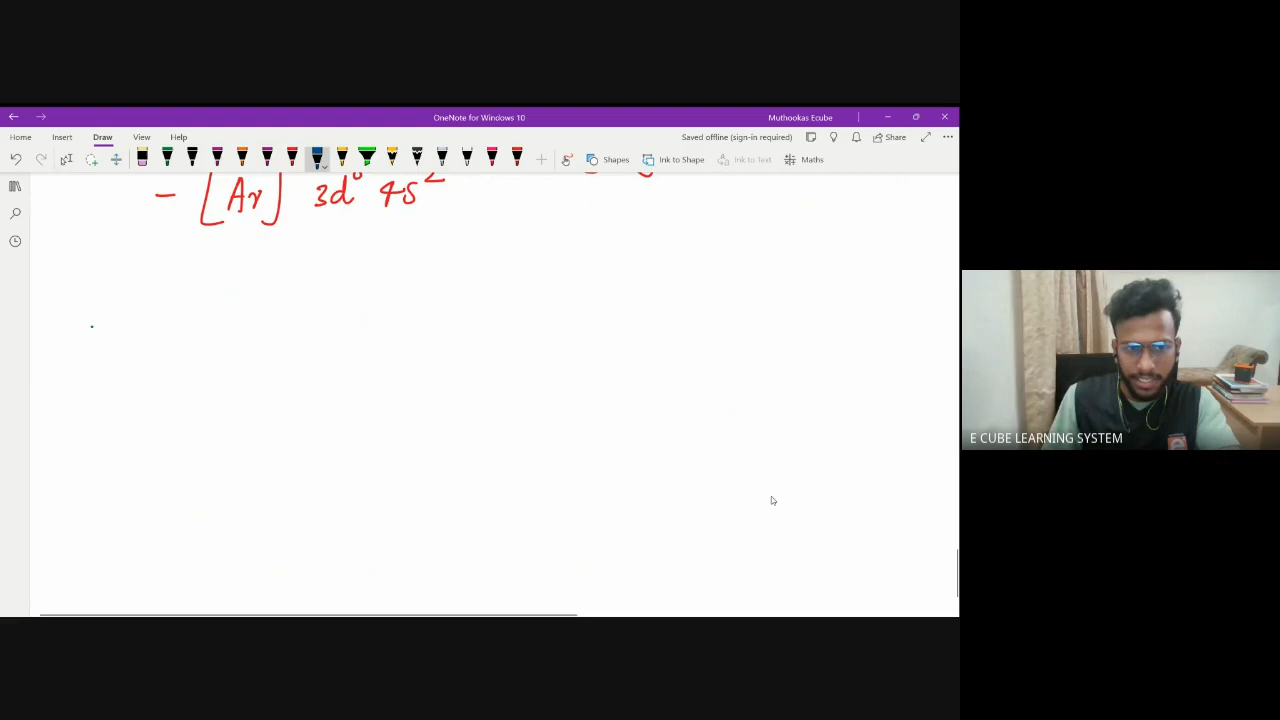 OneNote for Windows 10
Muthookas Ecube
Home Insert Draw View Help
Saved offline (sign-in required)
Share
Shapes
Ink to Shape
Ink to Text
Maths
- [Ar] 3d 4s²
E CUBE LEARNING SYSTEM